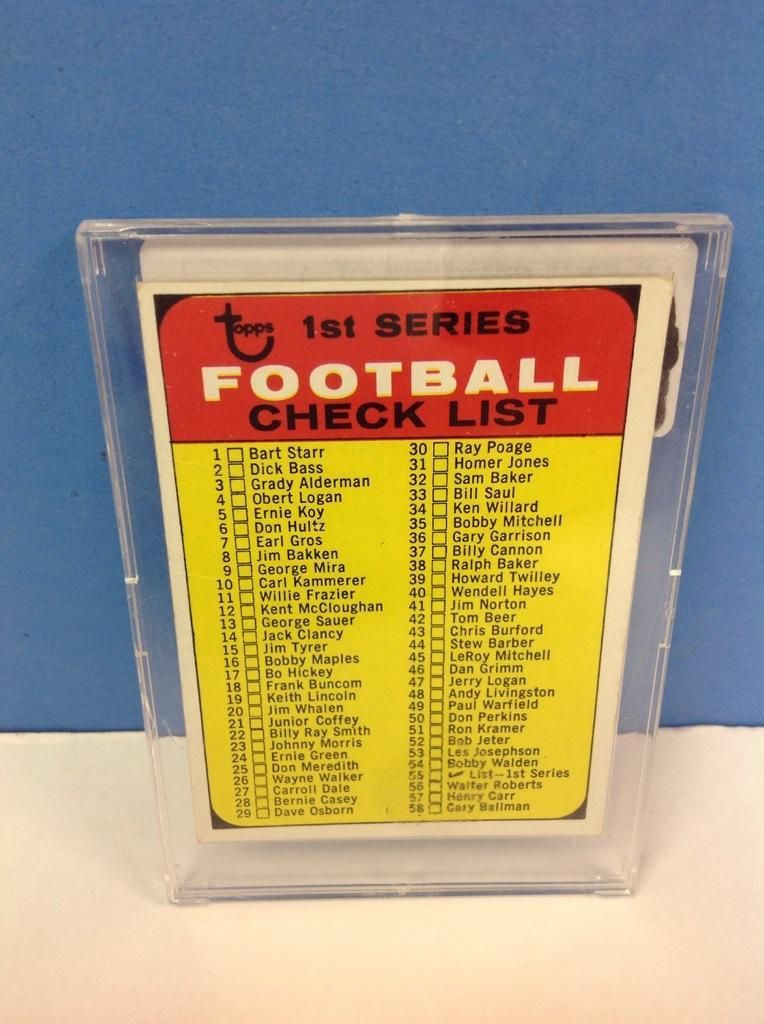 topps 1st SERIES
FOOTBALL
CHECK LIST
1 Bart Starr
2 Dick Bass
3 Grady Alderman
4 Obert Logan
5 Ernie Koy
6 Don Hultz
7 Earl Gros
8 Jim Bakken
9 George Mira
10 Carl Kammerer
11 Willie Frazier
12 Kent McCloughan
13 George Sauer
14 Jack Clancy
15 Jim Tyrer
16 Bobby Maples
17 Bo Hickey
18 Frank Buncom
19 Keith Lincoln
20 Jim Whalen
21 Junior Coffey
22 Billy Ray Smith
23 Johnny Morris
24 Ernie Green
25 Don Meredith
26 Wayne Walker
27 Carroll Dale
28 Bernie Casey
29 Dave Osborn
30 Ray Poage
31 Homer Jones
32 Sam Baker
33 Bill Saul
34 Ken Willard
35 Bobby Mitchell
36 Gary Garrison
37 Billy Cannon
38 Ralph Baker
39 Howard Twilley
40 Wendell Hayes
41 Jim Norton
42 Tom Beer
43 Chris Burford
44 Stew Barber
45 LeRoy Mitchell
46 Dan Grimm
47 Jerry Logan
48 Andy Livingston
49 Paul Warfield
50 Don Perkins
51 Ron Kramer
52 Bob Jeter
53 Les Josephson
54 Bobby Walden
55 ✓ List—1st Series
56 Walter Roberts
57 Henry Carr
58 Gary Ballman